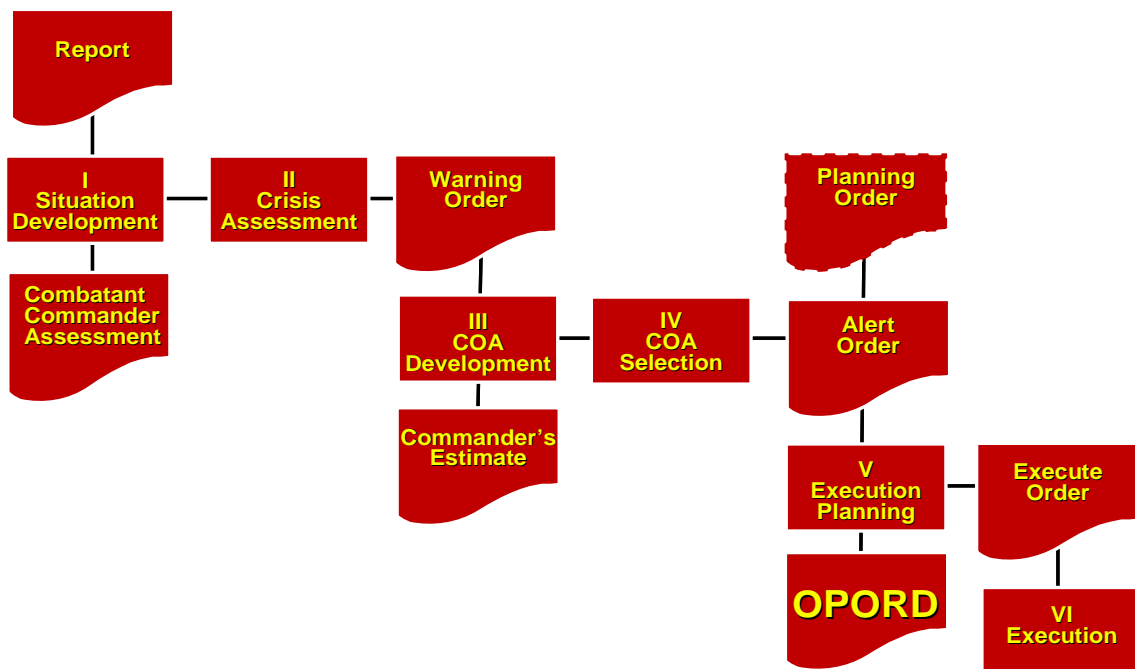 Report
I
Situation
Development
II
Crisis
Assessment
Warning
Order
Planning
Order
Combatant
Commander
Assessment
III
COA
Development
IV
COA
Selection
Alert
Order
Commander's
Estimate
V
Execution
Planning
Execute
Order
OPORD
VI
Execution